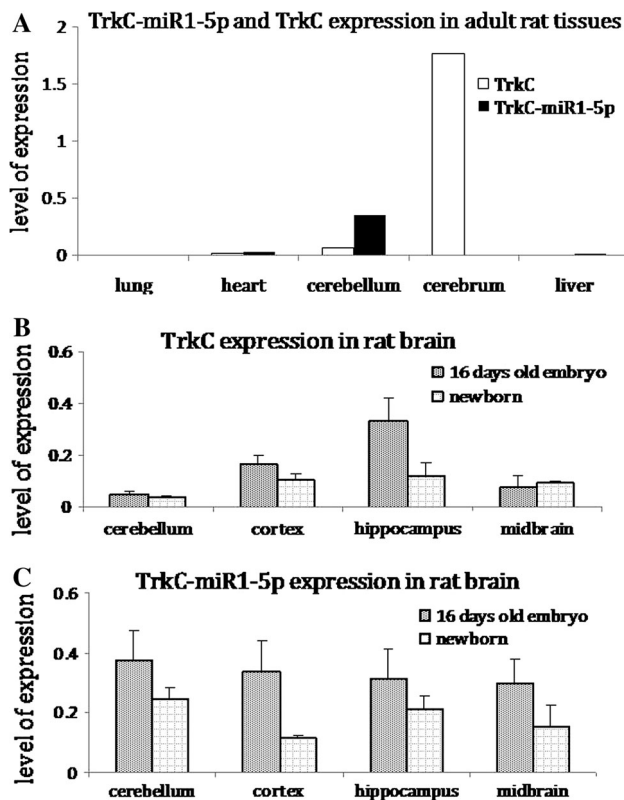 A
TrkC-miR1-5p and TrkC expression in adult rat tissues
level of expression
2
1.5
1
0.5
0
TrkC
TrkC-miR1-5p
lung heart cerebellum cerebrum liver
B
TrkC expression in rat brain
level of expression
0.6
0.4
0.2
0
16 days old embryo
newborn
cerebellum cortex hippocampus midbrain
C
TrkC-miR1-5p expression in rat brain
level of expression
0.6
0.4
0.2
0
16 days old embryo
newborn
cerebellum cortex hippocampus midbrain